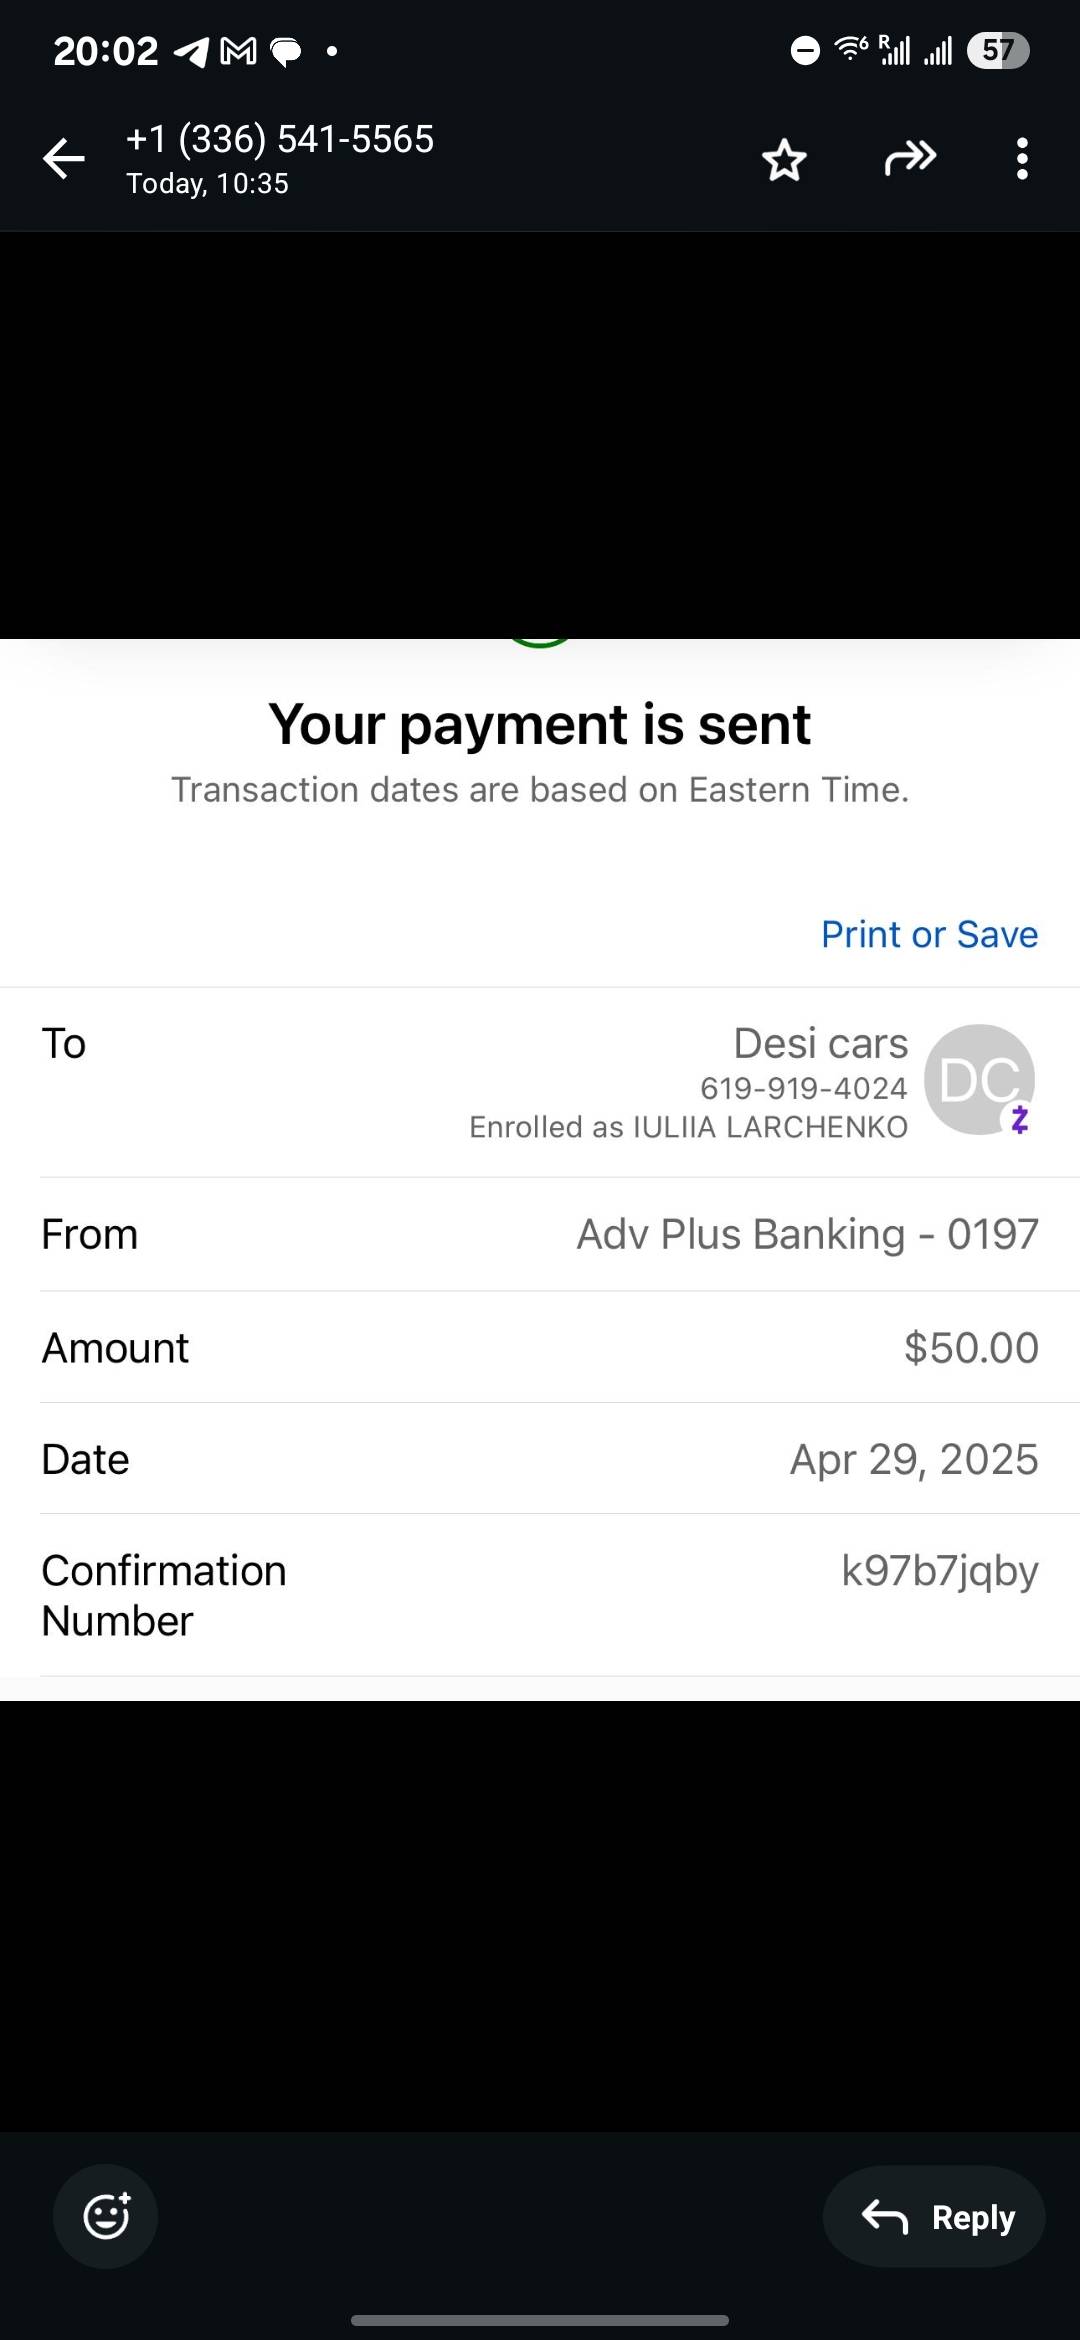 20:02
6
R
57
+1 (336) 541-5565
Today, 10:35
Your payment is sent
Transaction dates are based on Eastern Time.
Print or Save
To
Desi cars
DC
619-919-4024
Enrolled as IULIIA LARCHENKO
From
Adv Plus Banking - 0197
Amount
$50.00
Date
Apr 29, 2025
Confirmation
Number
k97b7jqby
Reply